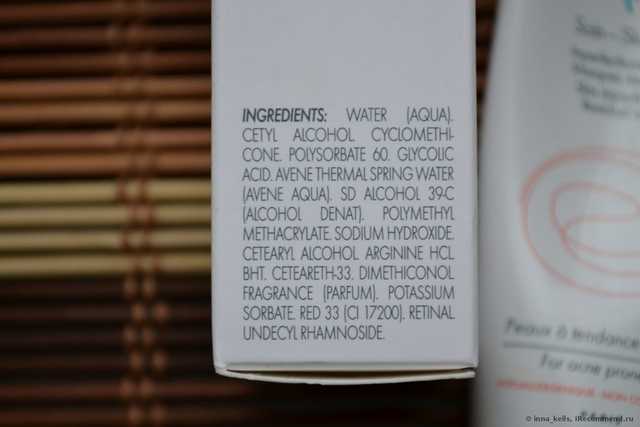 INGREDIENTS: WATER (AQUA).
CETYL ALCOHOL CYCLOMETHI-
CONE. POLYSORBATE 60. GLYCOLIC
ACID. AVENE THERMAL SPRING WATER
(AVENE AQUA). SD ALCOHOL 39-C
(ALCOHOL DENAT). POLYMETHYL
METHACRYLATE. SODIUM HYDROXIDE.
CETEARYL ALCOHOL. ARGININE HCL
BHT. CETEARETH-33. DIMETHICONOL
FRAGRANCE (PARFUM). POTASSIUM
SORBATE. RED 33 (CI 17200). RETINAL
UNDECYL RHAMNOSIDE.
Peaux à tendance
For acne prone
© inna_kells, IRecommend.ru